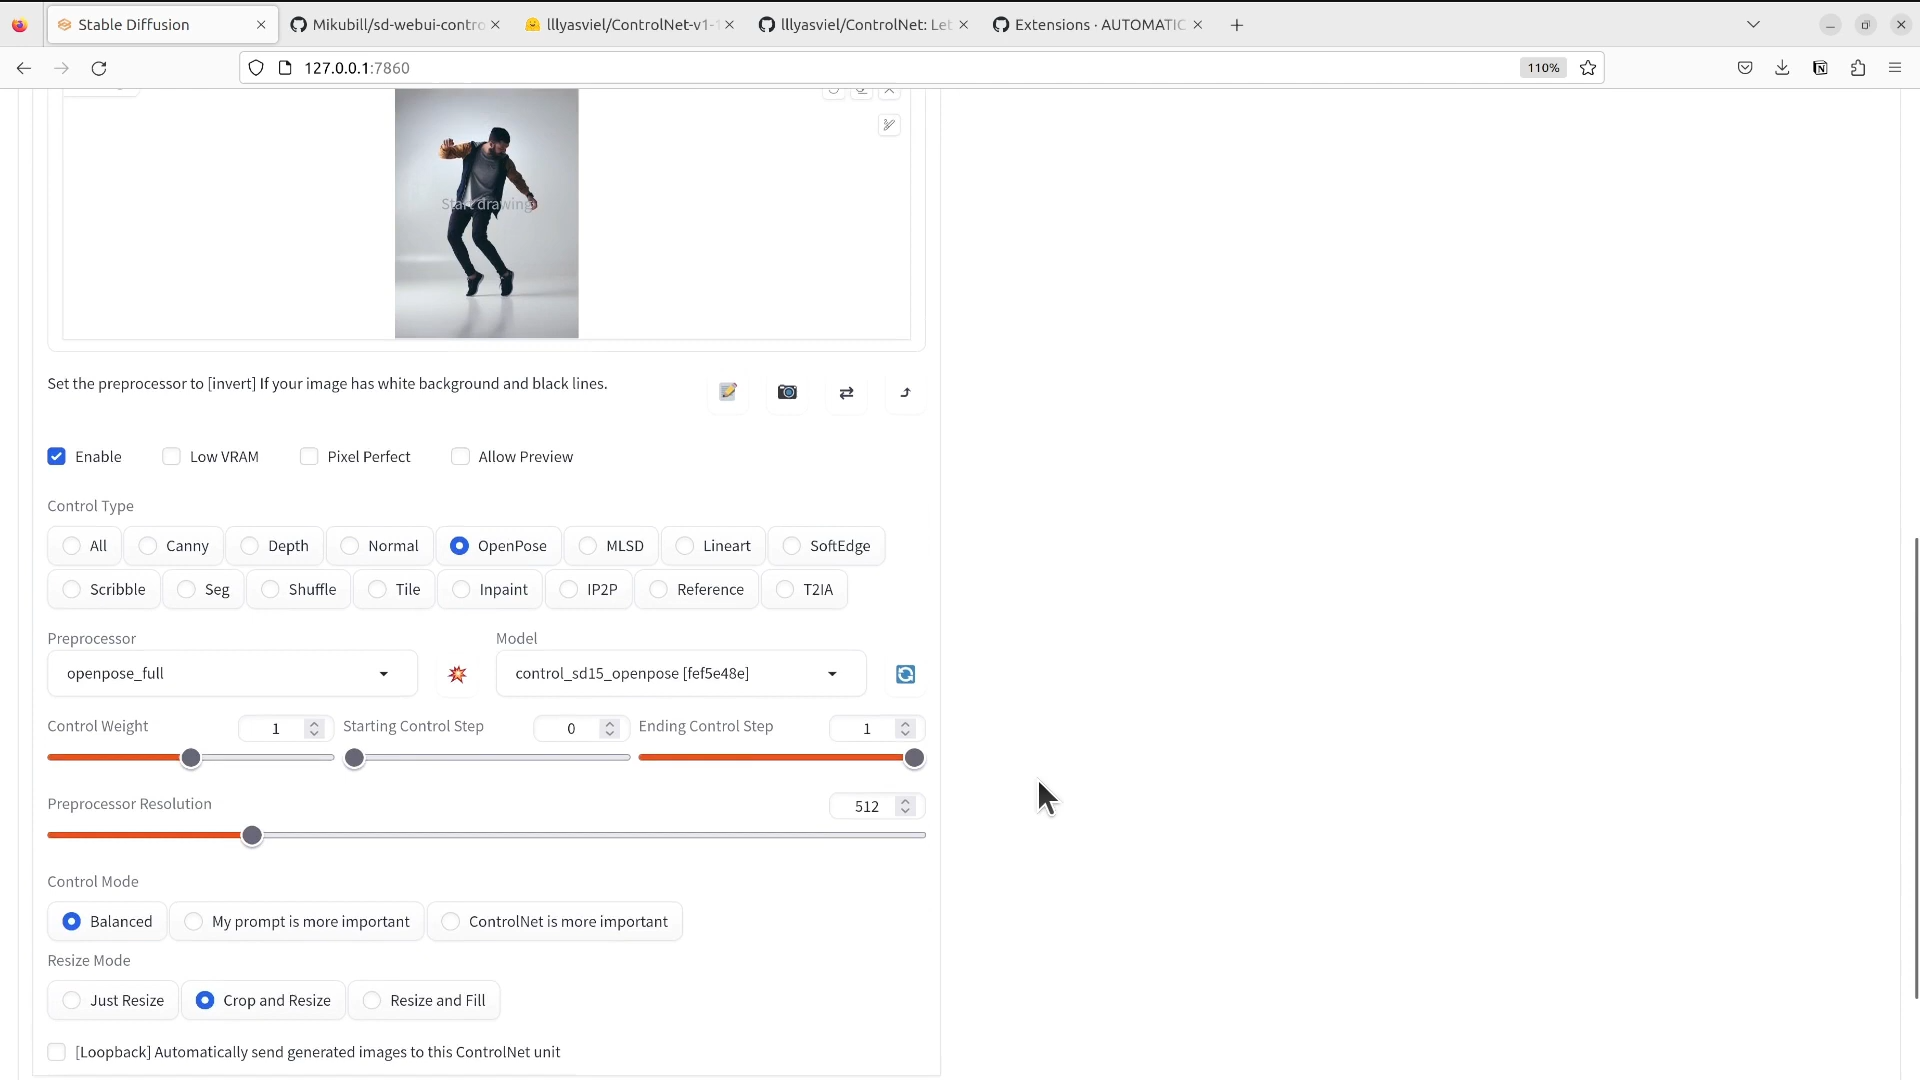 Stable Diffusion
Mikubill/sd-webui-contro
lllyasviel/ControlNet-v1-1
lllyasviel/ControlNet: Let
Extensions · AUTOMATIC
127.0.0.1:7860
110%
Start drawing
Set the preprocessor to [invert] If your image has white background and black lines.
Enable Low VRAM Pixel Perfect Allow Preview
Control Type
All Canny Depth Normal OpenPose MLSD Lineart SoftEdge
Scribble Seg Shuffle Tile Inpaint IP2P Reference T2IA
Preprocessor Model
openpose_full control_sd15_openpose [fef5e48e]
Control Weight 1 Starting Control Step 0 Ending Control Step 1
Preprocessor Resolution 512
Control Mode
Balanced My prompt is more important ControlNet is more important
Resize Mode
Just Resize Crop and Resize Resize and Fill
[Loopback] Automatically send generated images to this ControlNet unit